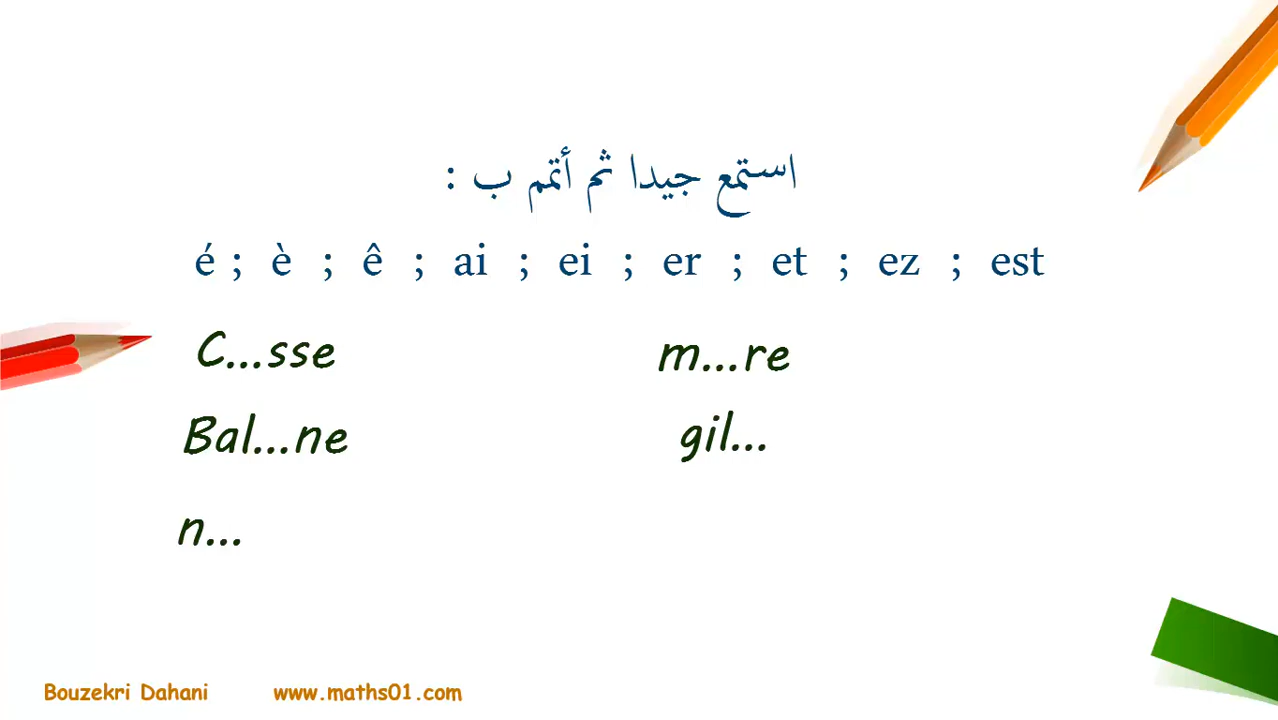 استمع جيدا ثم أتمم ب :
é ; è ; ê ; ai ; ei ; er ; et ; ez ; est
C...sse m...re
Bal...ne gil...
n...
Bouzekri Dahani www.maths01.com